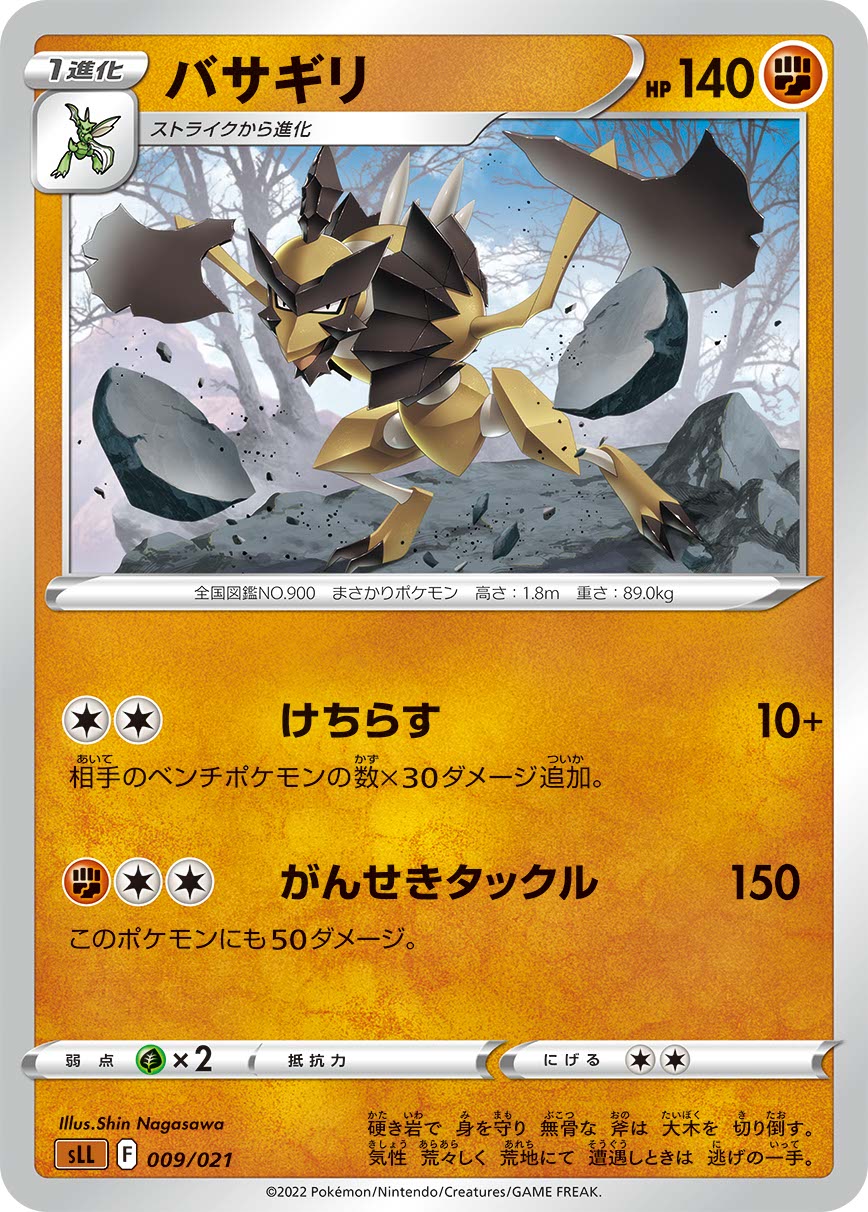 1進化
バサギリ
HP 140
ストライクから進化
全国図鑑NO.900 まさかりポケモン 高さ:1.8m 重さ:89.0kg
けちらす 10+
相手のベンチポケモンの数×30ダメージ追加。
がんせきタックル 150
このポケモンにも50ダメージ。
弱点 ×2 抵抗力 にげる
Illus.Shin Nagasawa
硬き岩で 身を守り 無骨な 斧は 大木を 切り倒す。
気性 荒々しく 荒地にて 遭遇しときは 逃げの一手。
sLL F 009/021
©2022 Pokémon/Nintendo/Creatures/GAME FREAK.